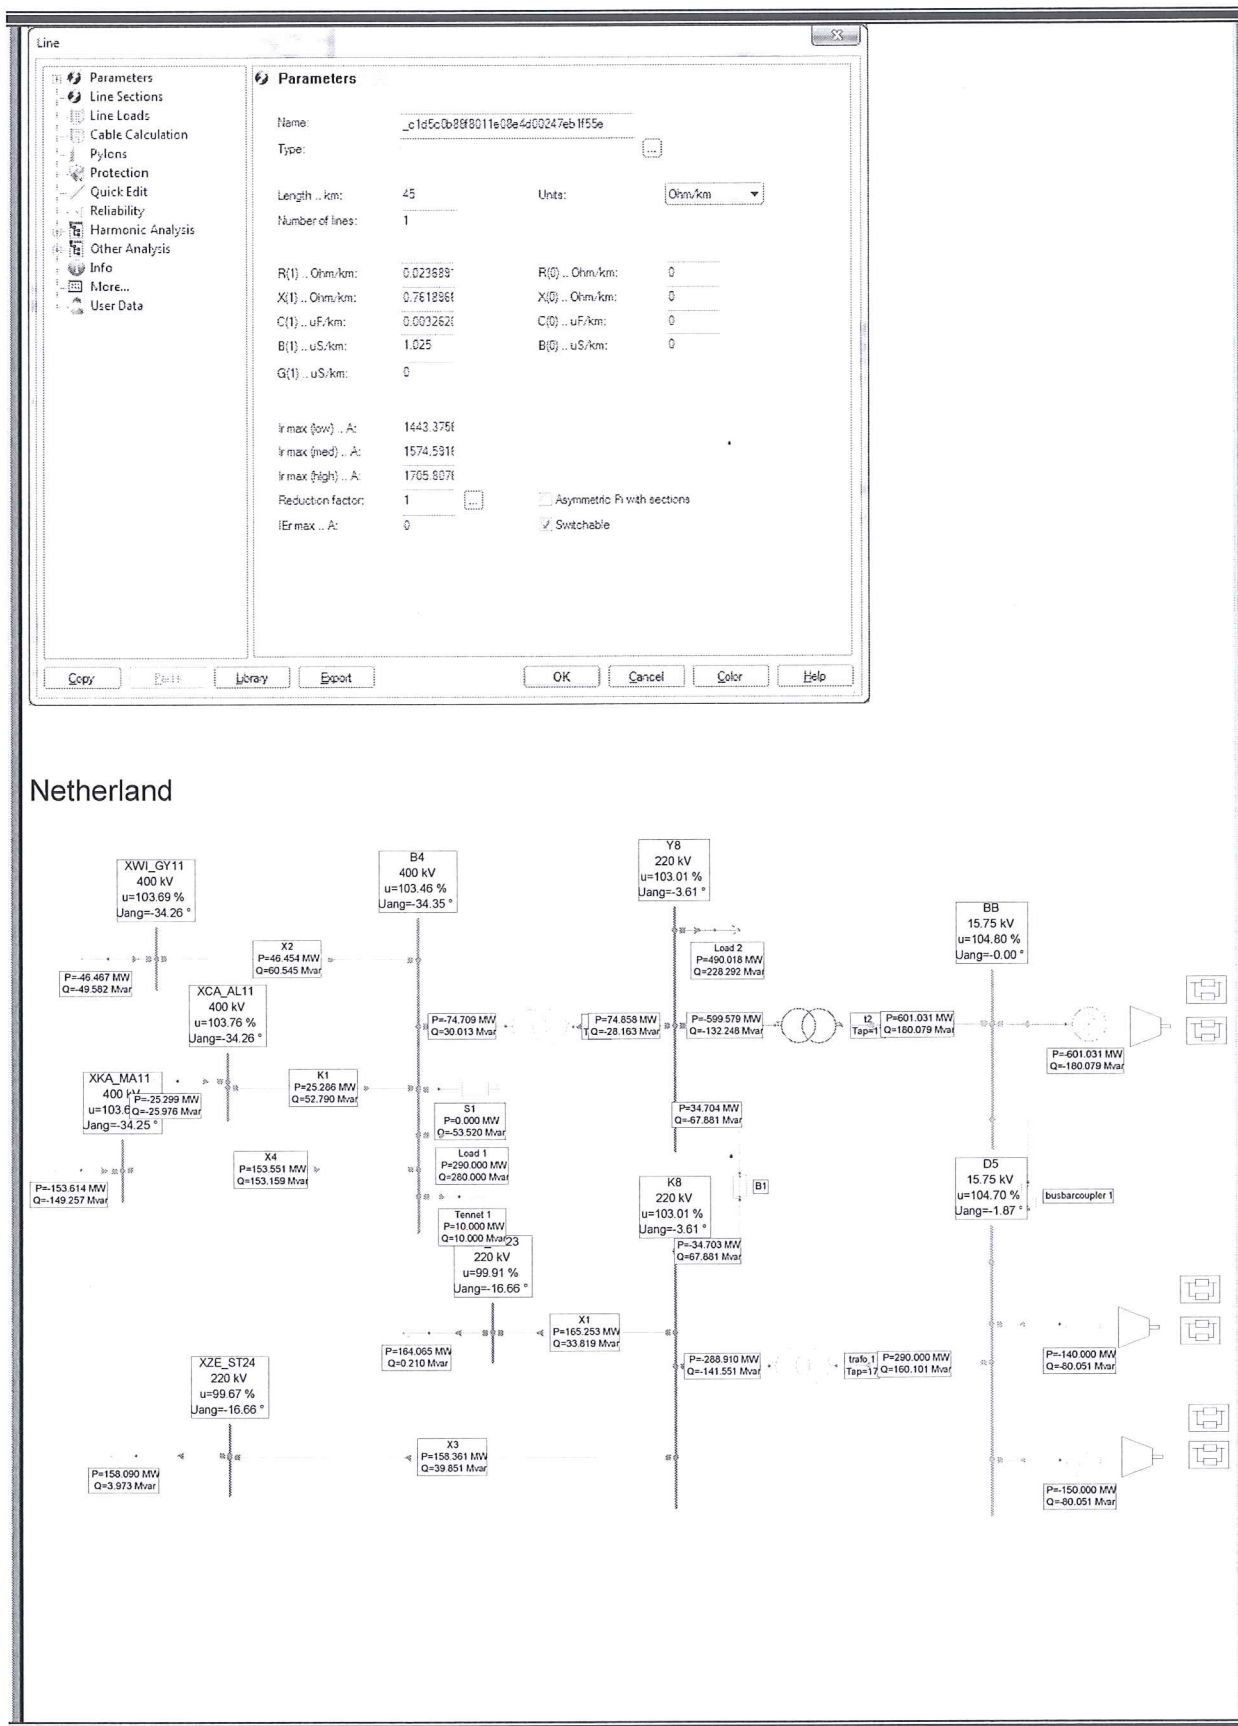 Line
Parameters
Line Sections
Line Loads
Cable Calculation
Pylons
Protection
Quick Edit
Reliability
Harmonic Analysis
Other Analysis
Info
More...
User Data
Parameters
Name:
Type:
...
Length .. km: 45 Units: Ohm/km
Number of lines: 1
R(1) .. Ohm/km: R(0) .. Ohm/km: 0
X(1) .. Ohm/km: X(0) .. Ohm/km: 0
C(1) .. uF/km: C(0) .. uF/km: 0
B(1) .. uS/km: 1.025 B(0) .. uS/km: 0
G(1) .. uS/km: 0
Ir max (low) .. A:
Ir max (med) .. A:
Ir max (high) .. A:
Reduction factor: 1 ... Asymmetric Pi with sections
IEr max .. A: 0 Switchable
Copy Library Export OK Cancel Color Help
Netherland
XWI_GY11
400 kV
u=103.69 %
Uang=-34.26 °
B4
400 kV
u=103.46 %
Uang=-34.35 °
Y8
220 kV
u=103.01 %
Uang=-3.61 °
BB
15.75 kV
u=104.80 %
Uang=-0.00 °
X2
P=46.454 MW
Q=60.545 Mvar
Load 2
P=490.018 MW
Q=228.292 Mvar
P=-46.467 MW
Q=-49.582 Mvar
XCA_AL11
400 kV
u=103.76 %
Uang=-34.26 °
P=-74.709 MW
Q=30.013 Mvar
P=74.858 MW
Q=-28.163 Mvar
P=-599.579 MW
Q=-132.248 Mvar
t2
Tap=1
P=601.031 MW
Q=180.079 Mvar
P=-601.031 MW
Q=-180.079 Mvar
XKA_MA11
400 kV
u=103.6
Uang=-34.25 °
P=-25.299 MW
Q=-25.976 Mvar
K1
P=25.286 MW
Q=52.790 Mvar
S1
P=0.000 MW
Q=-53.520 Mvar
P=34.704 MW
Q=-67.881 Mvar
X4
P=153.551 MW
Q=153.159 Mvar
Load 1
P=290.000 MW
Q=280.000 Mvar
P=-153.614 MW
Q=-149.257 Mvar
K8
220 kV
u=103.01 %
Uang=-3.61 °
B1
D5
15.75 kV
u=104.70 %
Uang=-1.87 °
busbarcoupler 1
Tennet 1
P=10.000 MW
Q=10.000 Mvar
23
220 kV
u=99.91 %
Uang=-16.66 °
P=-34.703 MW
Q=67.881 Mvar
X1
P=165.253 MW
Q=33.819 Mvar
P=164.065 MW
Q=0.210 Mvar
P=-288.910 MW
Q=-141.551 Mvar
trafo_1
Tap=17
P=290.000 MW
Q=160.101 Mvar
P=-140.000 MW
Q=-80.051 Mvar
XZE_ST24
220 kV
u=99.67 %
Uang=-16.66 °
X3
P=158.361 MW
Q=39.851 Mvar
P=158.090 MW
Q=3.973 Mvar
P=-150.000 MW
Q=-80.051 Mvar